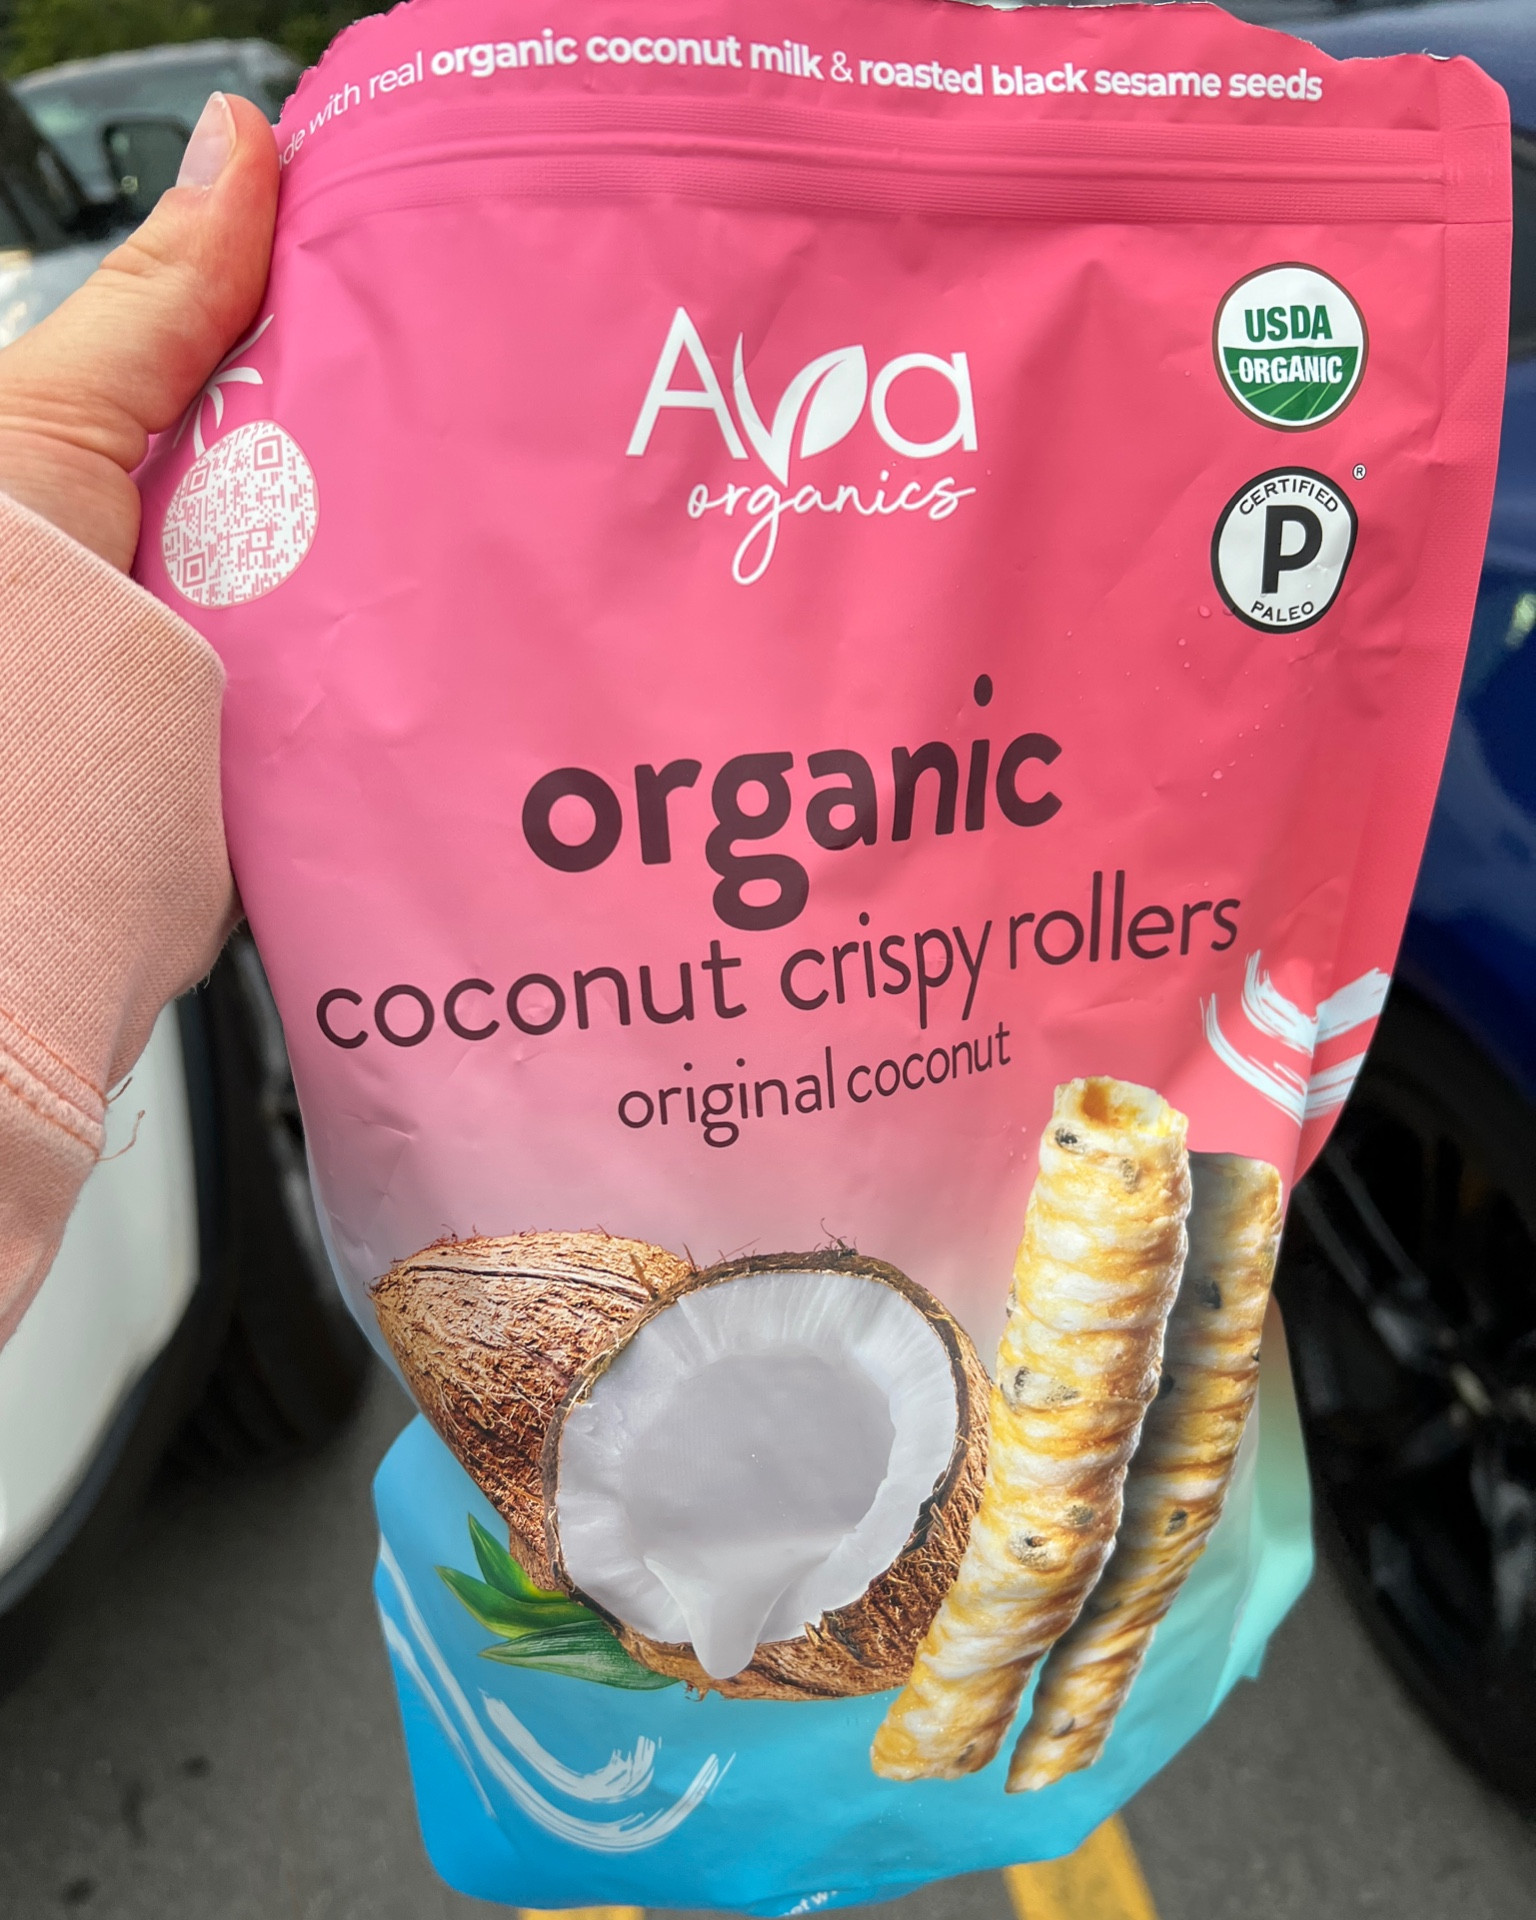 with real organic coconut milk & roasted black sesame seeds
Ava
organics
USDA
ORGANIC
CERTIFIED
P
PALEO
®
organic
coconut crispy rollers
original coconut